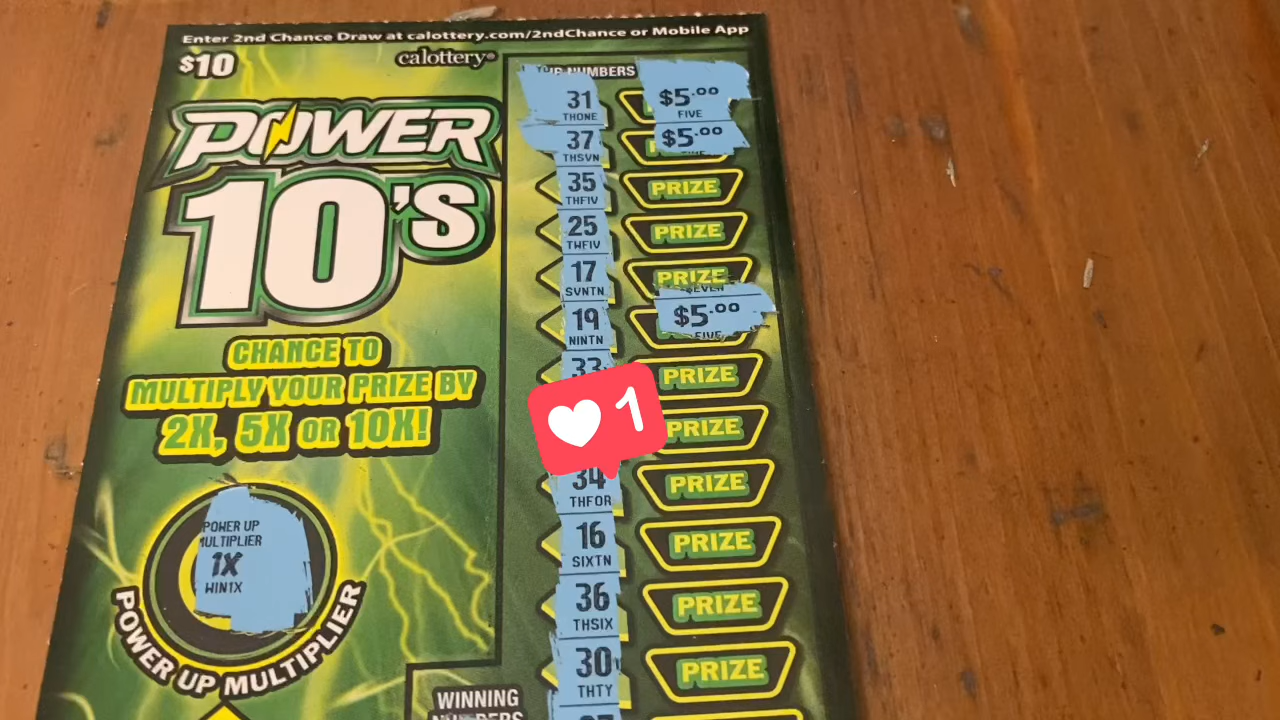 Enter 2nd Chance Draw at calottery.com/2ndChance or Mobile App
$10
calottery®
POWER
10'S
CHANCE TO
MULTIPLY YOUR PRIZE BY
2X, 5X OR 10X!
POWER UP
MULTIPLIER
1X
WIN1X
POWER UP MULTIPLIER
NUMBERS
31 $5.00
THONE FIVE
37 $5.00
THSVN
35 PRIZE
THFIV
25 PRIZE
TWFIV
17 PRIZE
SVNTN
19 $5.00
NINTN FIVE
33 PRIZE
1
PRIZE
34 PRIZE
THFOR
16 PRIZE
SIXTN
36 PRIZE
THSIX
30 PRIZE
THTY
WINNING
NUMBERS